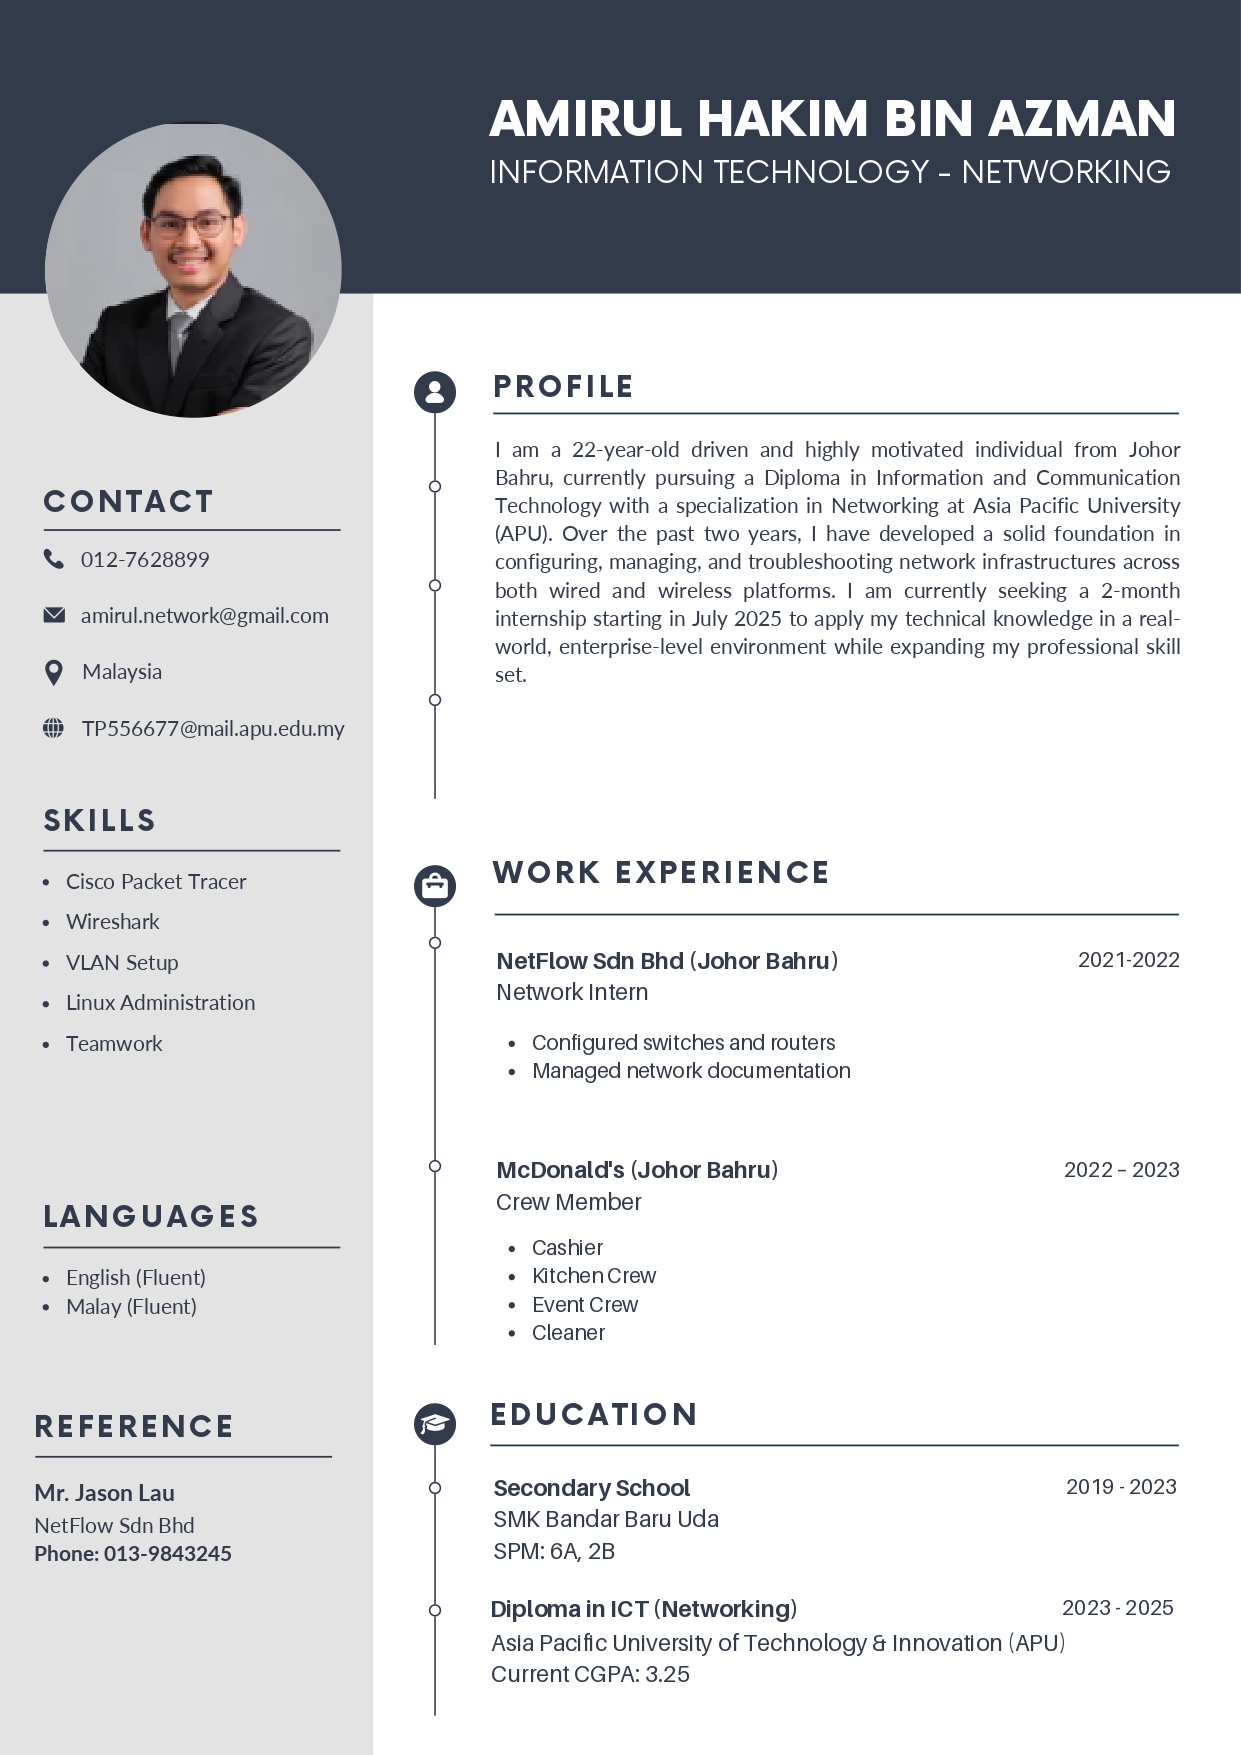 AMIRUL HAKIM BIN AZMAN
INFORMATION TECHNOLOGY – NETWORKING
CONTACT
012-7628899
amirul.network@gmail.com
Malaysia
TP556677@mail.apu.edu.my
SKILLS
• Cisco Packet Tracer
• Wireshark
• VLAN Setup
• Linux Administration
• Teamwork
LANGUAGES
• English (Fluent)
• Malay (Fluent)
REFERENCE
Mr. Jason Lau
NetFlow Sdn Bhd
Phone: 013-9843245
PROFILE
I am a 22-year-old driven and highly motivated individual from Johor
Bahru, currently pursuing a Diploma in Information and Communication
Technology with a specialization in Networking at Asia Pacific University
(APU). Over the past two years, I have developed a solid foundation in
configuring, managing, and troubleshooting network infrastructures across
both wired and wireless platforms. I am currently seeking a 2-month
internship starting in July 2025 to apply my technical knowledge in a real-
world, enterprise-level environment while expanding my professional skill
set.
WORK EXPERIENCE
NetFlow Sdn Bhd (Johor Bahru) 2021-2022
Network Intern
• Configured switches and routers
• Managed network documentation
McDonald's (Johor Bahru) 2022 – 2023
Crew Member
• Cashier
• Kitchen Crew
• Event Crew
• Cleaner
EDUCATION
Secondary School 2019 - 2023
SMK Bandar Baru Uda
SPM: 6A, 2B
Diploma in ICT (Networking) 2023 - 2025
Asia Pacific University of Technology & Innovation (APU)
Current CGPA: 3.25